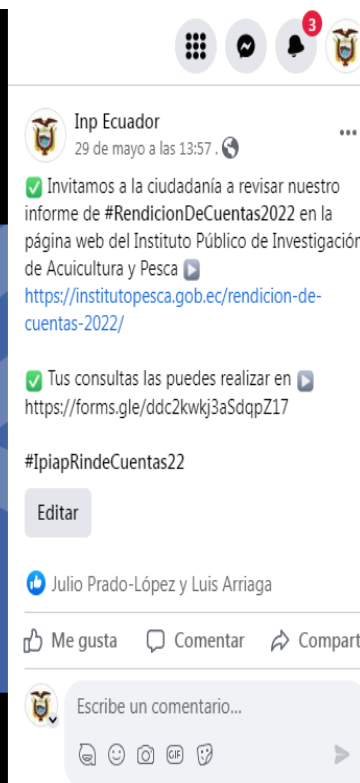 3
Inp Ecuador
29 de mayo a las 13:57 .
✅ Invitamos a la ciudadanía a revisar nuestro
informe de #RendicionDeCuentas2022 en la
página web del Instituto Público de Investigación
de Acuicultura y Pesca ▶
https://institutopesca.gob.ec/rendicion-de-
cuentas-2022/
✅ Tus consultas las puedes realizar en ▶
https://forms.gle/ddc2kwkj3aSdqpZ17
#IpiapRindeCuentas22
Editar
Julio Prado-López y Luis Arriaga
Me gusta Comentar Compart
Escribe un comentario...
GIF